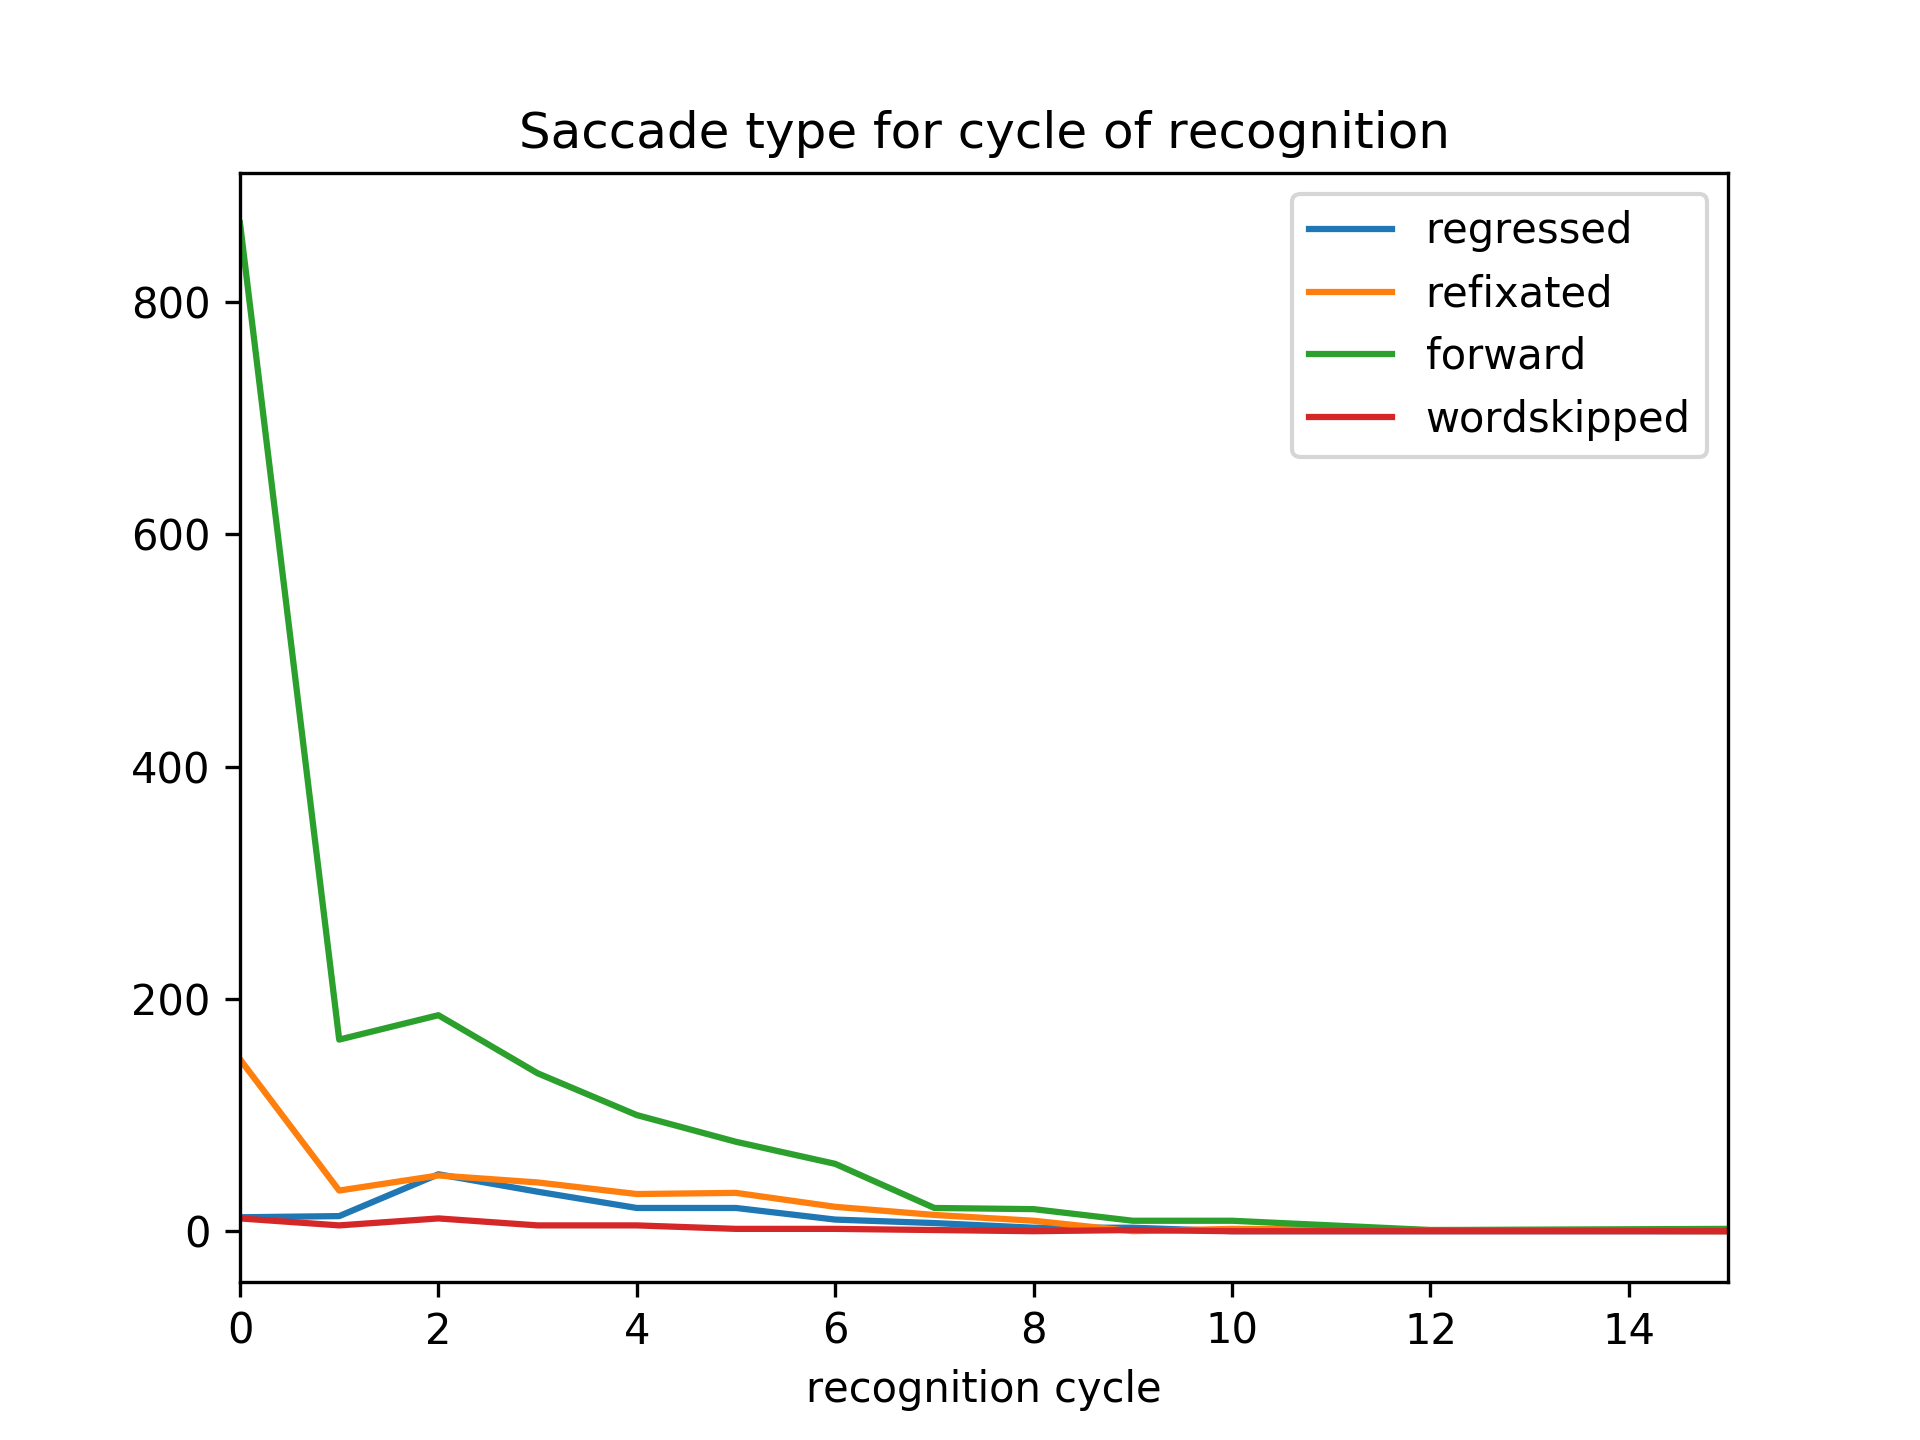 Saccade type for cycle of recognition
regressed
refixated
forward
wordskipped
800
600
400
200
0
0 2 4 6 8 10 12 14
recognition cycle